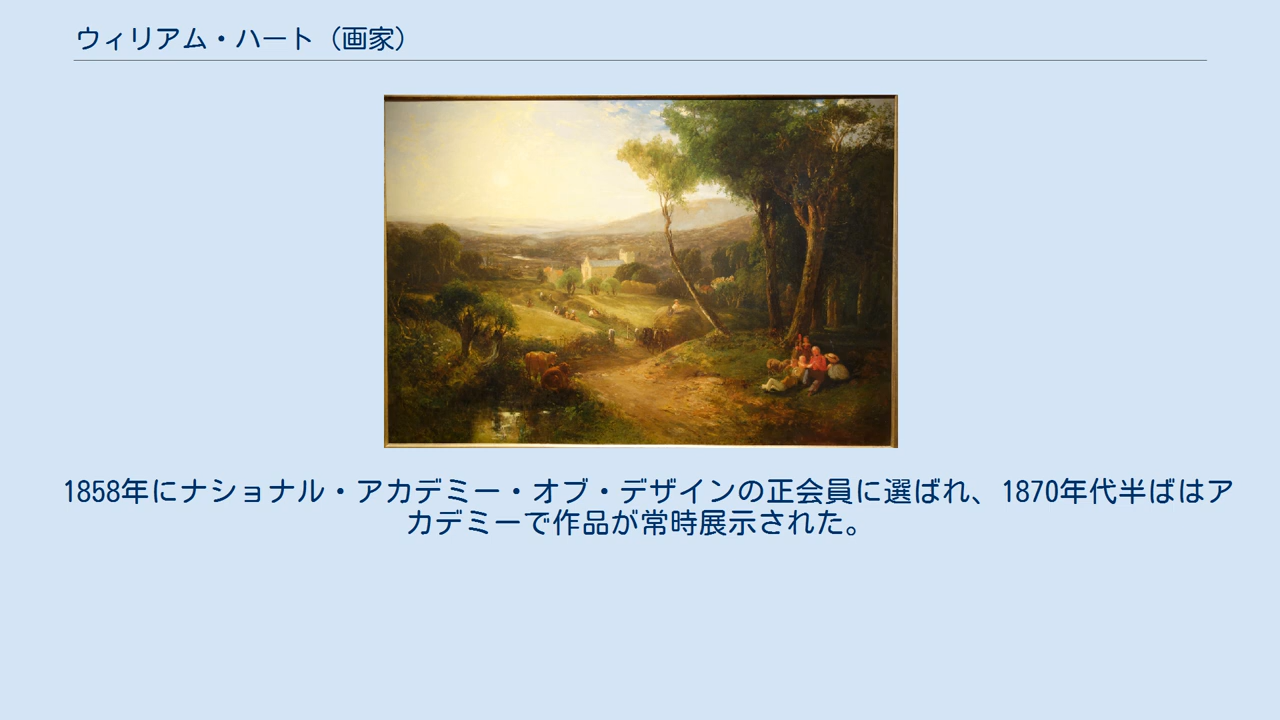 ウィリアム・ハート（画家）
1858年にナショナル・アカデミー・オブ・デザインの正会員に選ばれ、1870年代半ばはア
カデミーで作品が常時展示された。